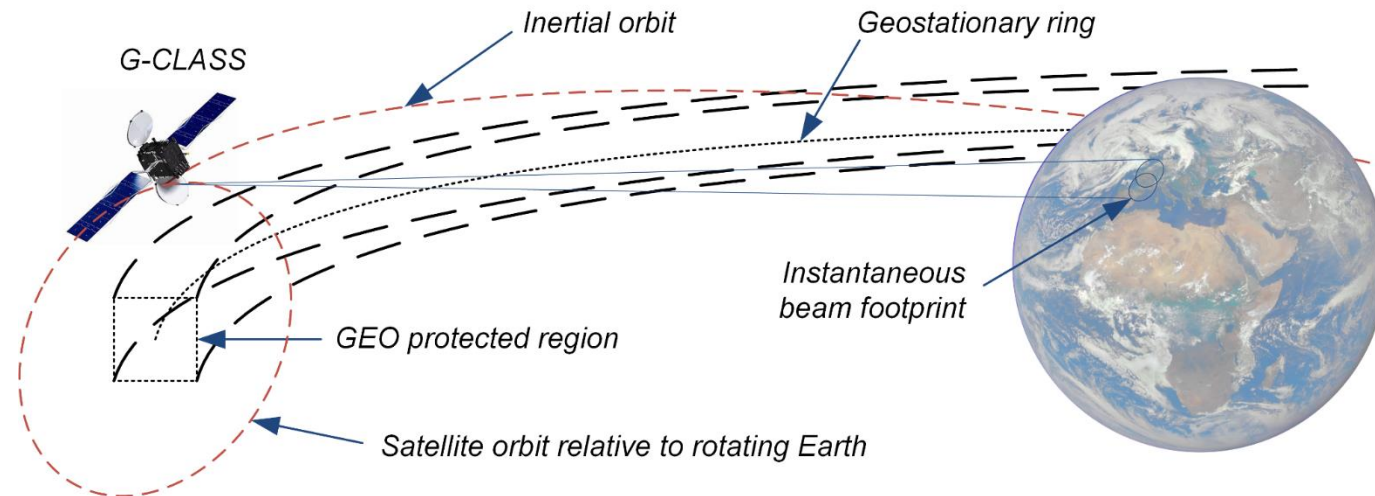 Inertial orbit
Geostationary ring
G-CLASS
Instantaneous
beam footprint
GEO protected region
Satellite orbit relative to rotating Earth